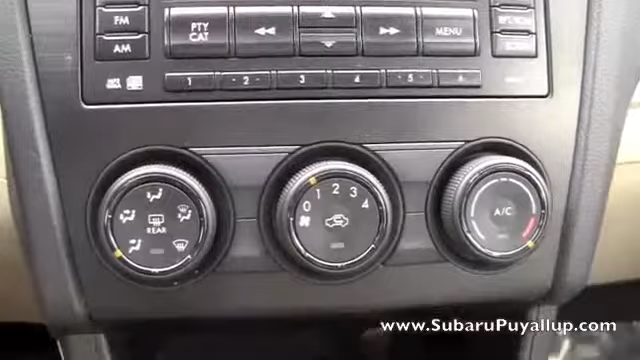 FM
PTY
CAT
MENU
AM
1
2
3
4
5
6
0 1 2 3 4
REAR
A/C
www.SubaruPuyallup.com